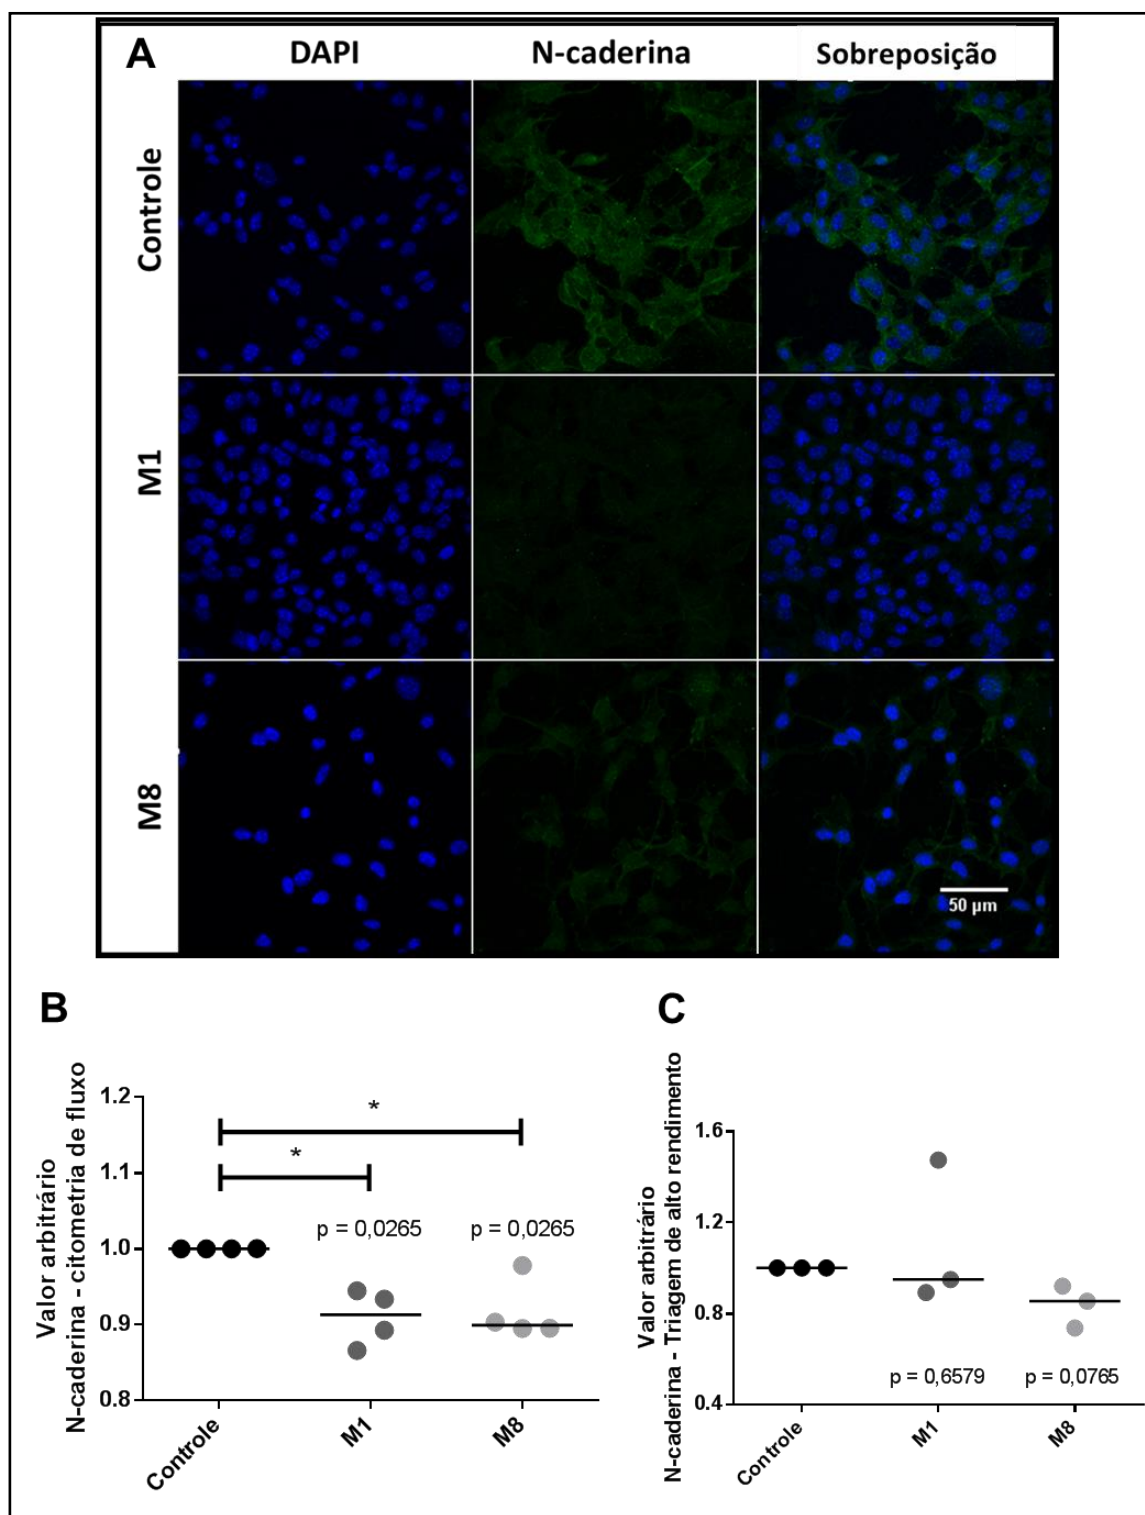 A
DAPI
N-caderina
Sobreposição
Controle
M1
M8
50 µm
B
Valor arbitrário
N-caderina - citometria de fluxo
1.2
1.1
1.0
0.9
0.8
*
*
p = 0,0265
p = 0,0265
Controle
M1
M8
C
Valor arbitrário
N-caderina - Triagem de alto rendimento
1.6
1.2
0.8
0.4
p = 0,6579
p = 0,0765
Controle
M1
M8